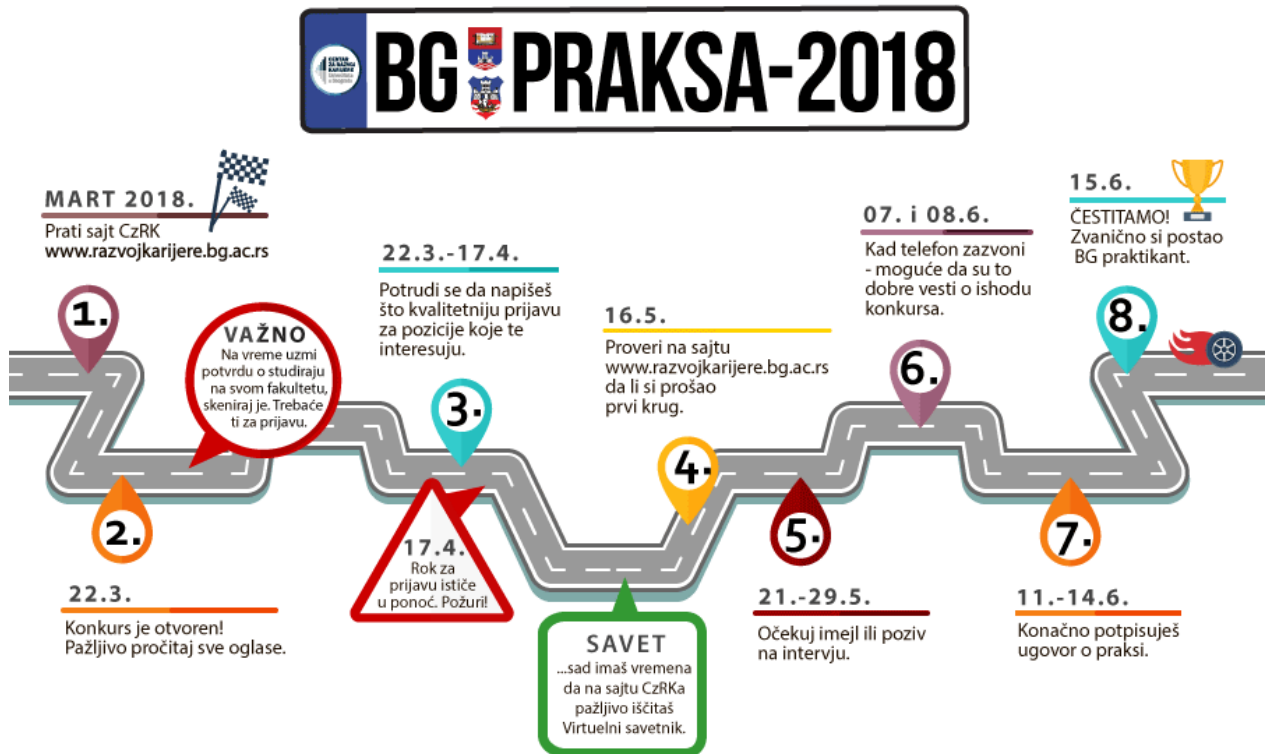 CENTAR
ZA RAZVOJ
KARIJERE
BG PRAKSA-2018
MART 2018.
Prati sajt CzRK
www.razvojkarijere.bg.ac.rs
1.
VAŽNO
Na vreme uzmi
potvrdu o studiraju
na svom fakultetu,
skeniraj je. Trebaće
ti za prijavu.
2.
22.3.
Konkurs je otvoren!
Pažljivo pročitaj sve oglase.
22.3.-17.4.
Potrudi se da napišeš
što kvalitetniju prijavu
za pozicije koje te
interesuju.
3.
17.4.
Rok za
prijavu ističe
u ponoć. Požuri!
SAVET
...sad imaš vremena
da na sajtu CzRKa
pažljivo iščitaš
Virtuelni savetnik.
16.5.
Proveri na sajtu
www.razvojkarijere.bg.ac.rs
da li si prošao
prvi krug.
4.
5.
21.-29.5.
Očekuj imejl ili poziv
na intervju.
07. i 08.6.
Kad telefon zazvoni
- moguće da su to
dobre vesti o ishodu
konkursa.
6.
7.
11.-14.6.
Konačno potpisuješ
ugovor o praksi.
15.6.
ČESTITAMO!
Zvanično si postao
BG praktikant.
8.